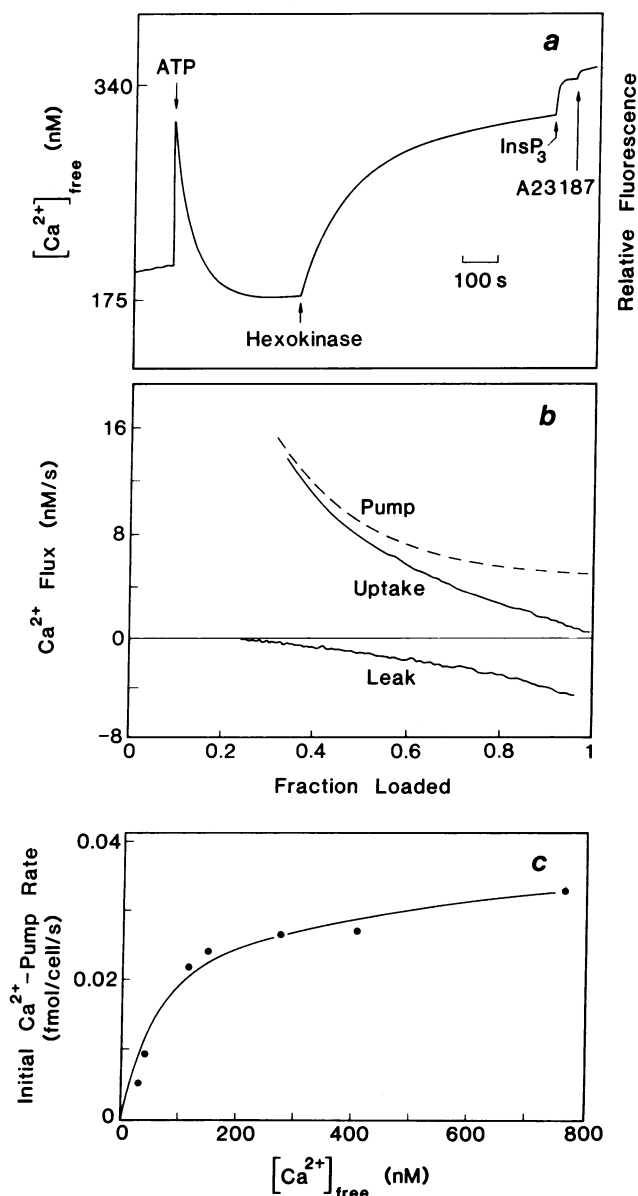 a
ATP
340
[Ca2+]free (nM)
InsP3
A23187
100 s
175
Hexokinase
Relative Fluorescence
b
16
Pump
8
Uptake
Ca2+ Flux (nM/s)
0
Leak
-8
0 0.2 0.4 0.6 0.8 1
Fraction Loaded
c
0.04
Initial Ca2+-Pump Rate
(fmol/cell/s)
0.02
0
0 200 400 600 800
[Ca2+]free (nM)